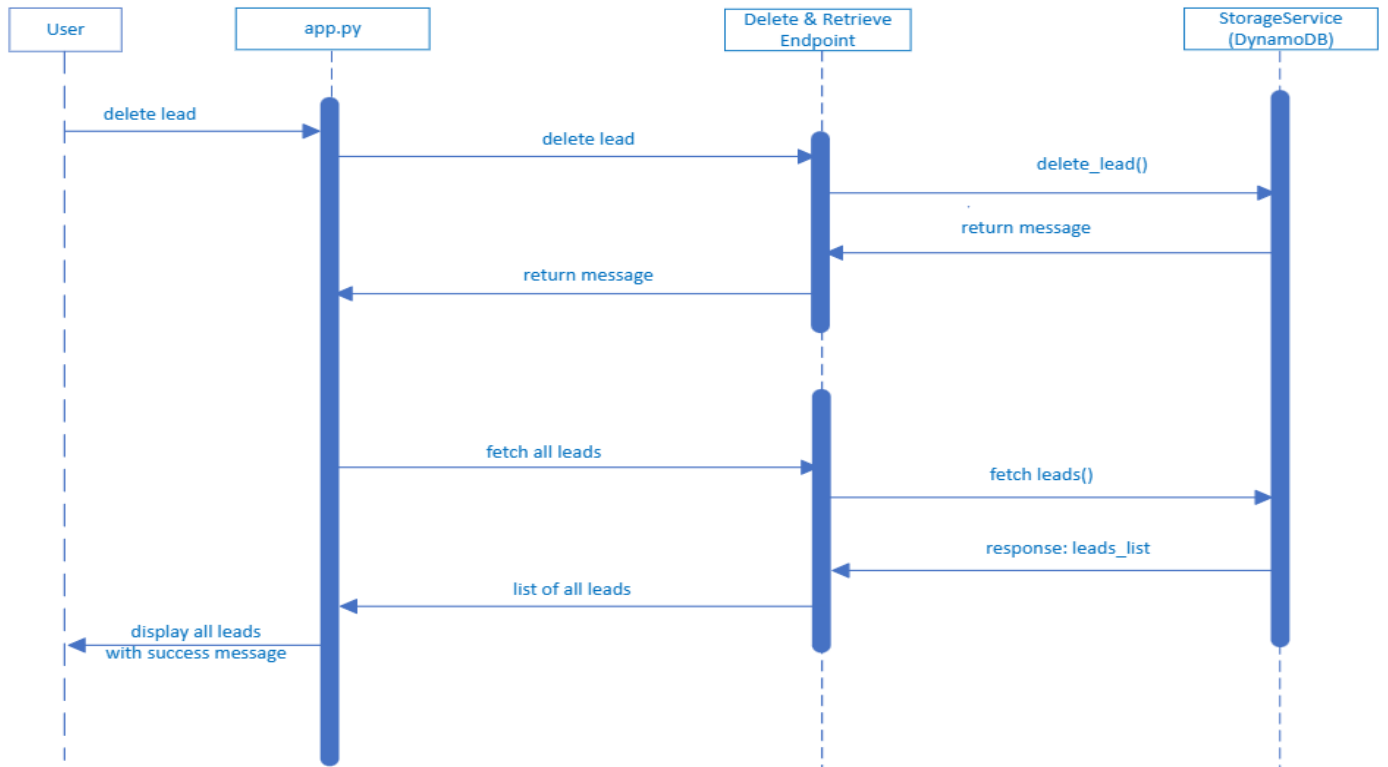 User
app.py
Delete & Retrieve
Endpoint
StorageService
(DynamoDB)
delete lead
delete lead
delete_lead()
return message
return message
fetch all leads
fetch leads()
response: leads_list
list of all leads
display all leads
with success message